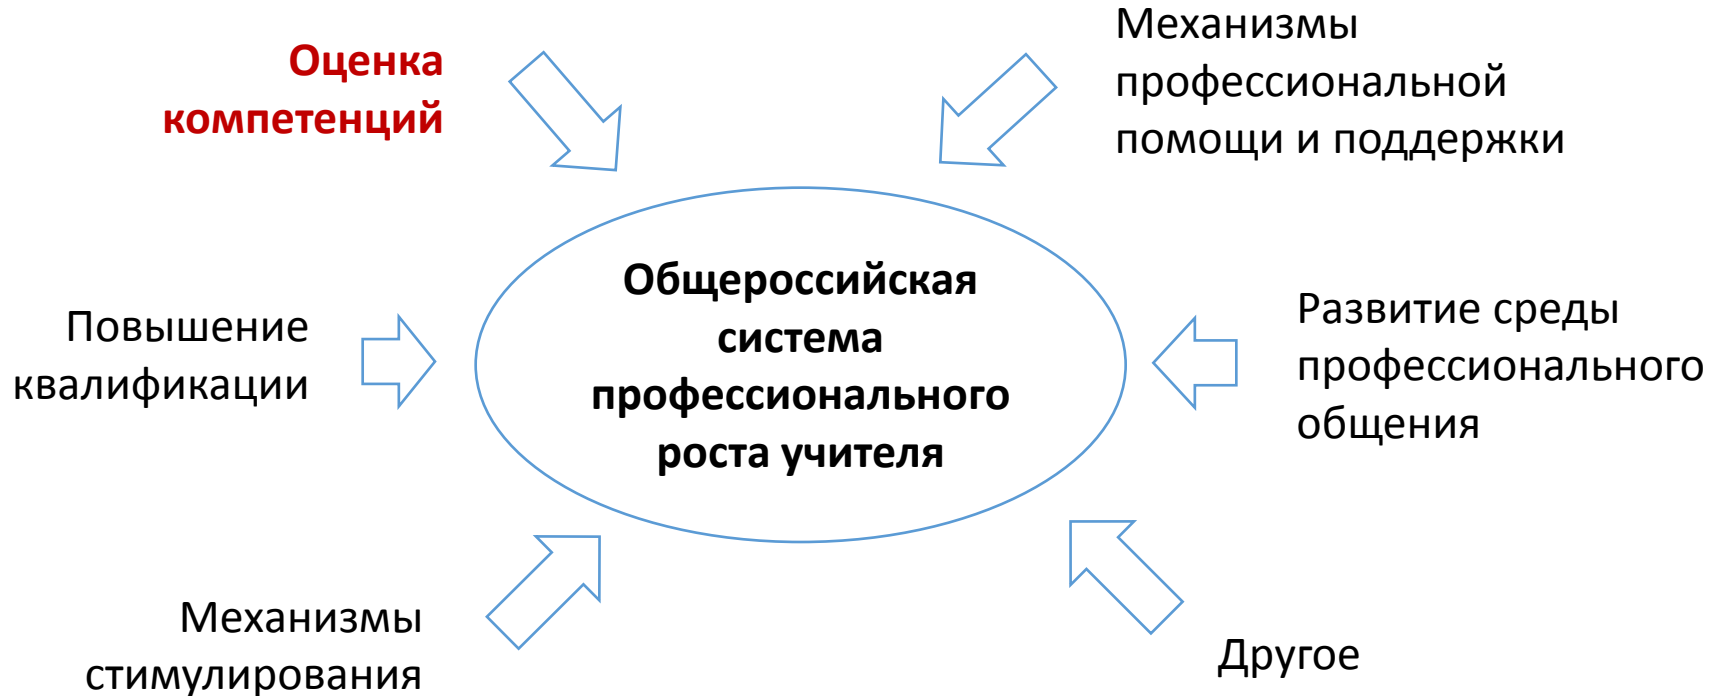 Оценка
компетенций
Механизмы
профессиональной
помощи и поддержки
Повышение
квалификации
Общероссийская
система
профессионального
роста учителя
Развитие среды
профессионального
общения
Механизмы
стимулирования
Другое